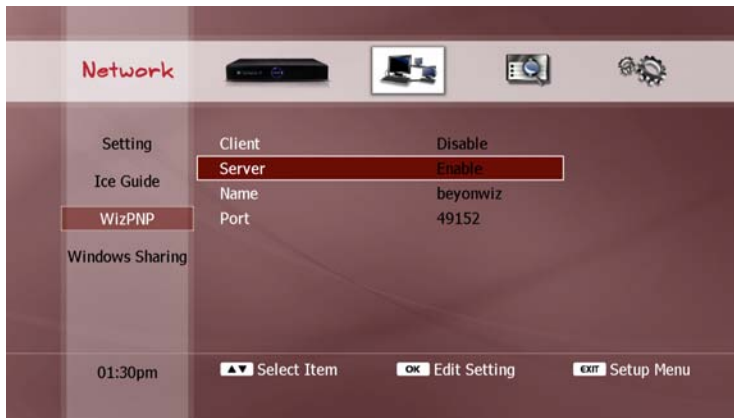 Network
Setting
Ice Guide
WizPNP
Windows Sharing
Client Disable
Server Enable
Name beyonwiz
Port 49152
01:30pm
▲▼ Select Item
OK Edit Setting
EXIT Setup Menu